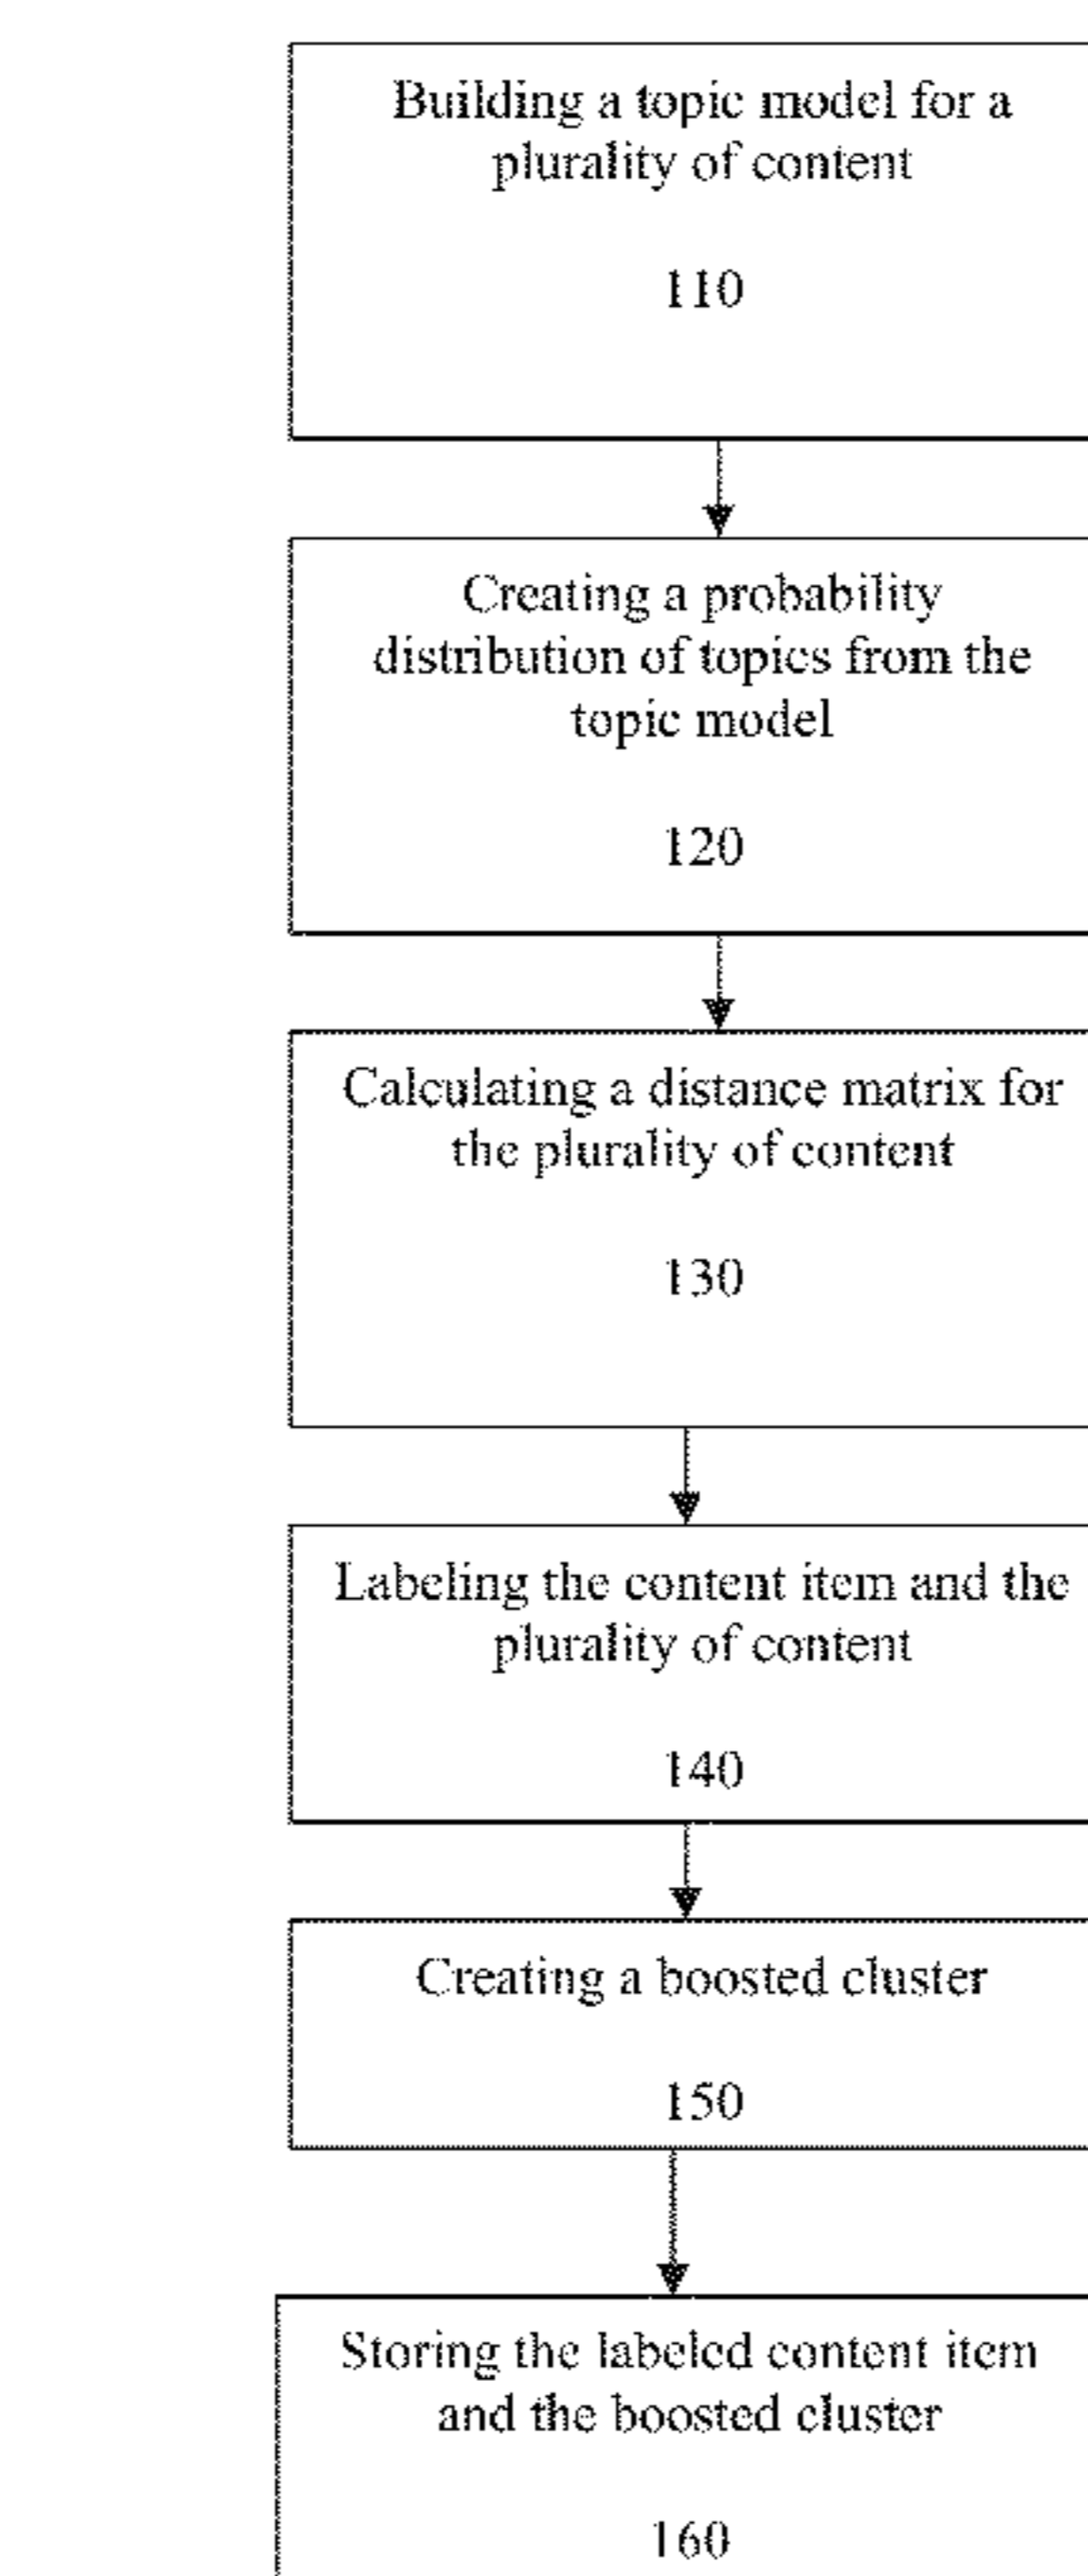 Building a topic model for a
plurality of content
110
Creating a probability
distribution of topics from the
topic model
120
Calculating a distance matrix for
the plurality of content
130
Labeling the content item and the
plurality of content
140
Creating a boosted cluster
150
Storing the labeled content item
and the boosted cluster
160